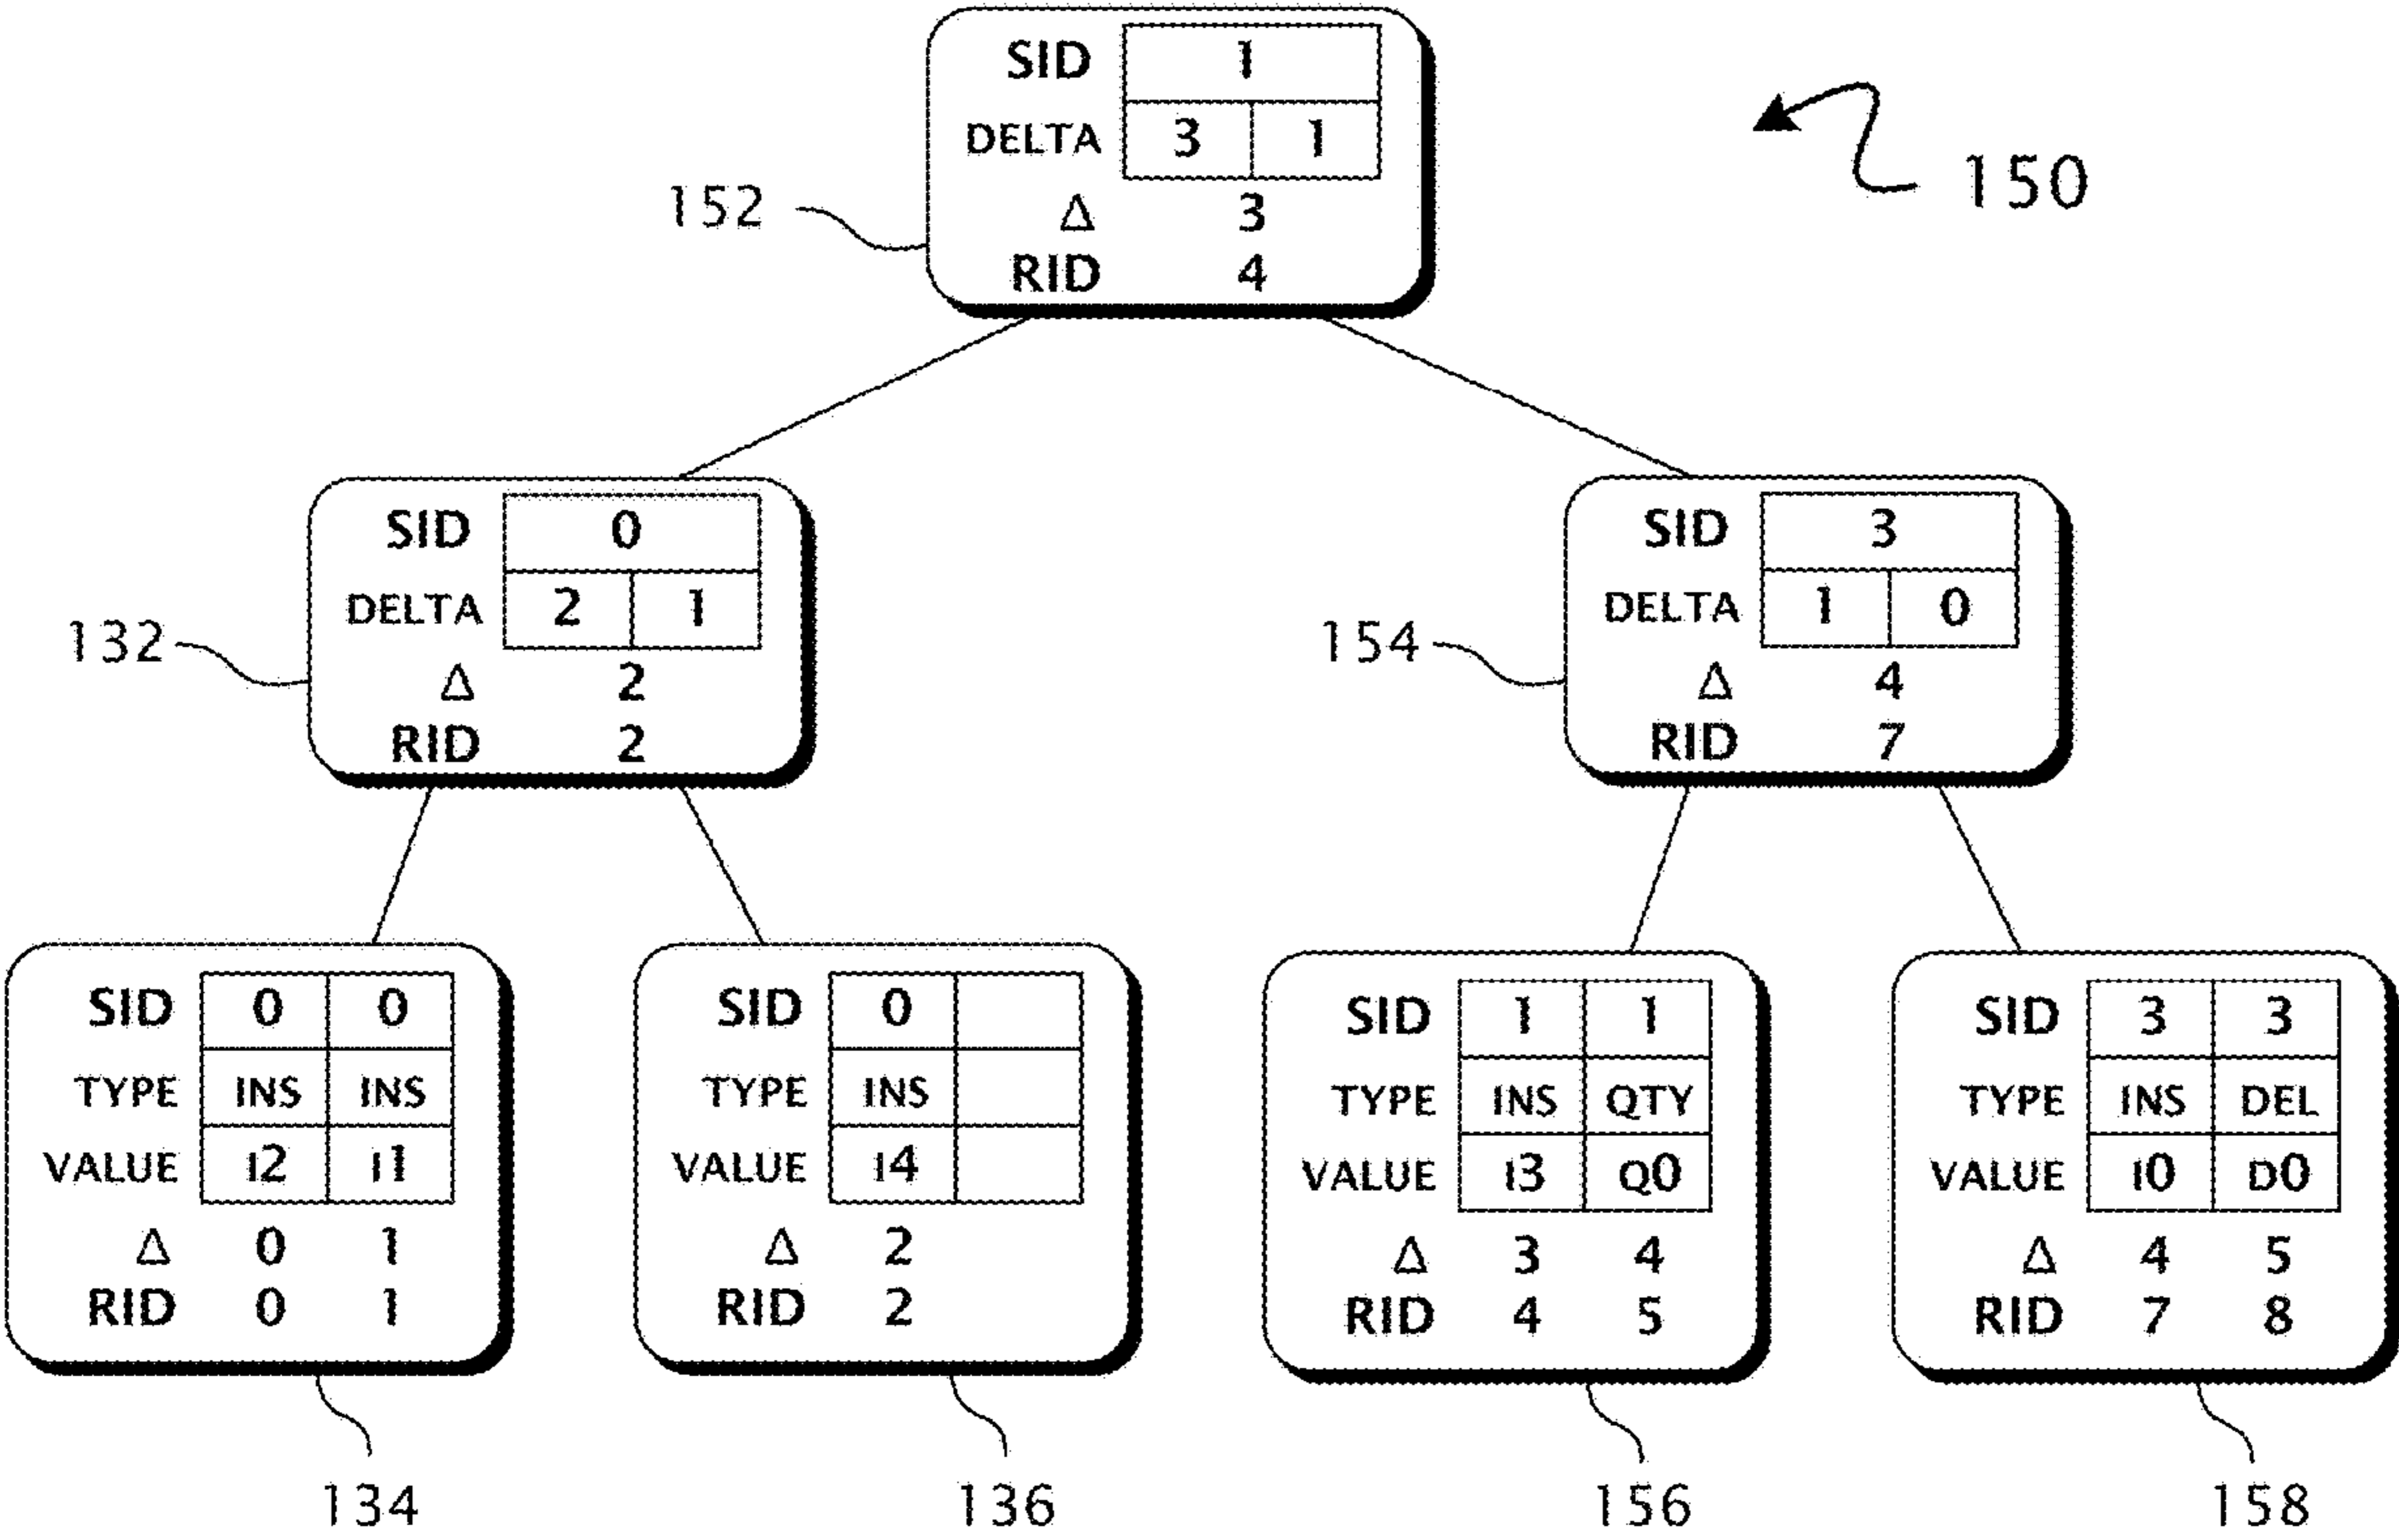 SID 1
DELTA 3 1
Δ 3
RID 4
152
150
SID 0
DELTA 2 1
Δ 2
RID 2
132
SID 3
DELTA 1 0
Δ 4
RID 7
154
SID 0 0
TYPE INS INS
VALUE i2 i1
Δ 0 1
RID 0 1
134
SID 0
TYPE INS
VALUE i4
Δ 2
RID 2
136
SID 1 1
TYPE INS QTY
VALUE i3 Q0
Δ 3 4
RID 4 5
156
SID 3 3
TYPE INS DEL
VALUE i0 D0
Δ 4 5
RID 7 8
158